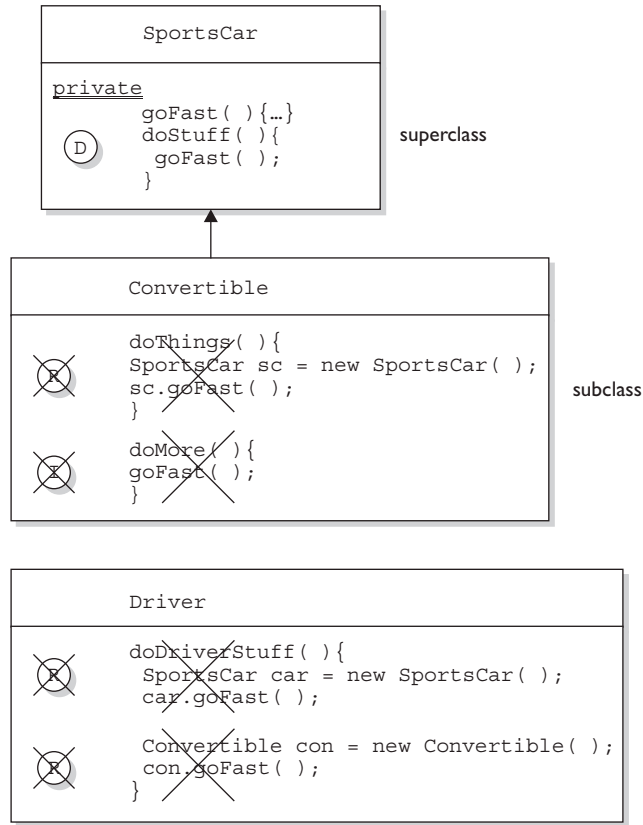 SportsCar
private
goFast( ){…}
D
doStuff( ){
goFast( );
}
superclass
Convertible
doThings( ){
R
SportsCar sc = new SportsCar( );
sc.goFast( );
}
subclass
doMore( ){
I
goFast( );
}
Driver
doDriverStuff( ){
R
SportsCar car = new SportsCar( );
car.goFast( );
Convertible con = new Convertible( );
R
con.goFast( );
}